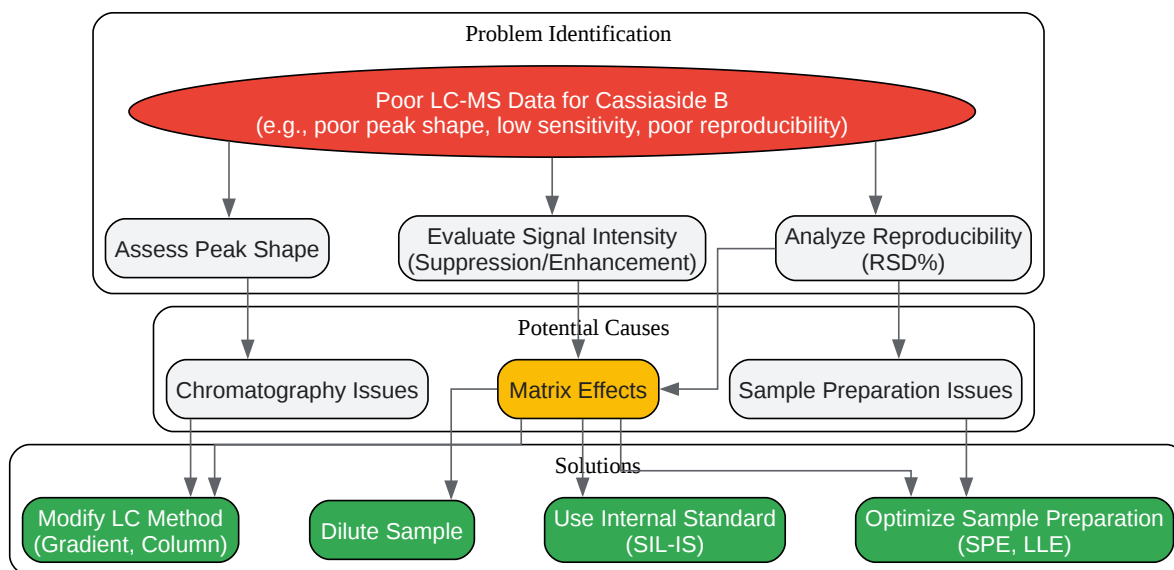 Problem Identification
Poor LC-MS Data for Cassiaside B
(e.g., poor peak shape, low sensitivity, poor reproducibility)
Assess Peak Shape
Evaluate Signal Intensity
(Suppression/Enhancement)
Analyze Reproducibility
(RSD%)
Potential Causes
Chromatography Issues
Matrix Effects
Sample Preparation Issues
Solutions
Modify LC Method
(Gradient, Column)
Dilute Sample
Use Internal Standard
(SIL-IS)
Optimize Sample Preparation
(SPE, LLE)